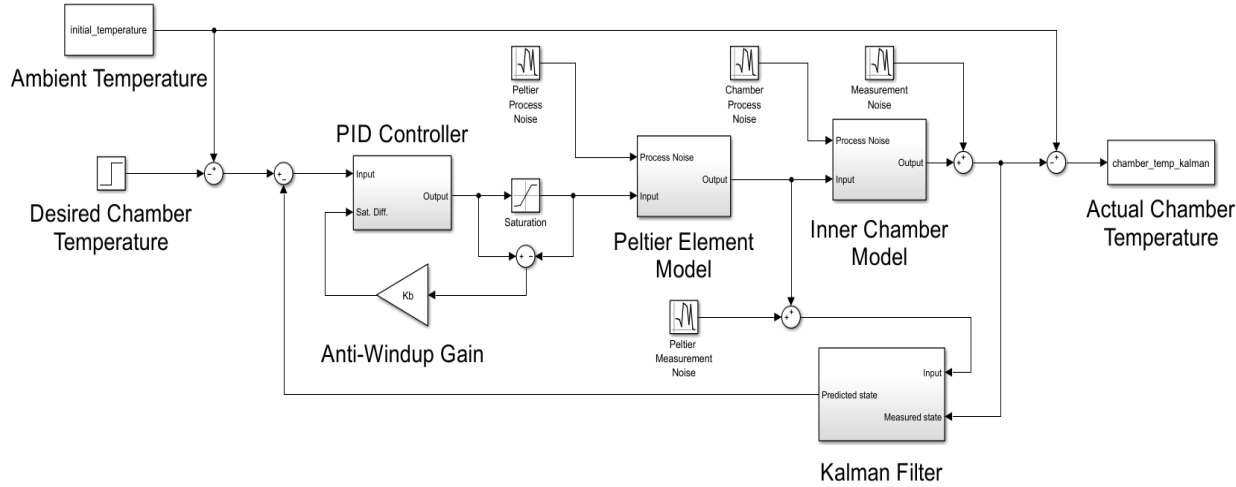 initial_temperature
Ambient Temperature
Peltier
Process
Noise
Chamber
Process
Noise
Measurement
Noise
PID Controller
Input
Output
Sat. Diff.
Saturation
Process Noise
Output
Input
Process Noise
Output
Input
chamber_temp_kalman
Desired Chamber
Temperature
Peltier Element
Model
Inner Chamber
Model
Actual Chamber
Temperature
Kb
Anti-Windup Gain
Peltier
Measurement
Noise
Input
Predicted state
Measured state
Kalman Filter